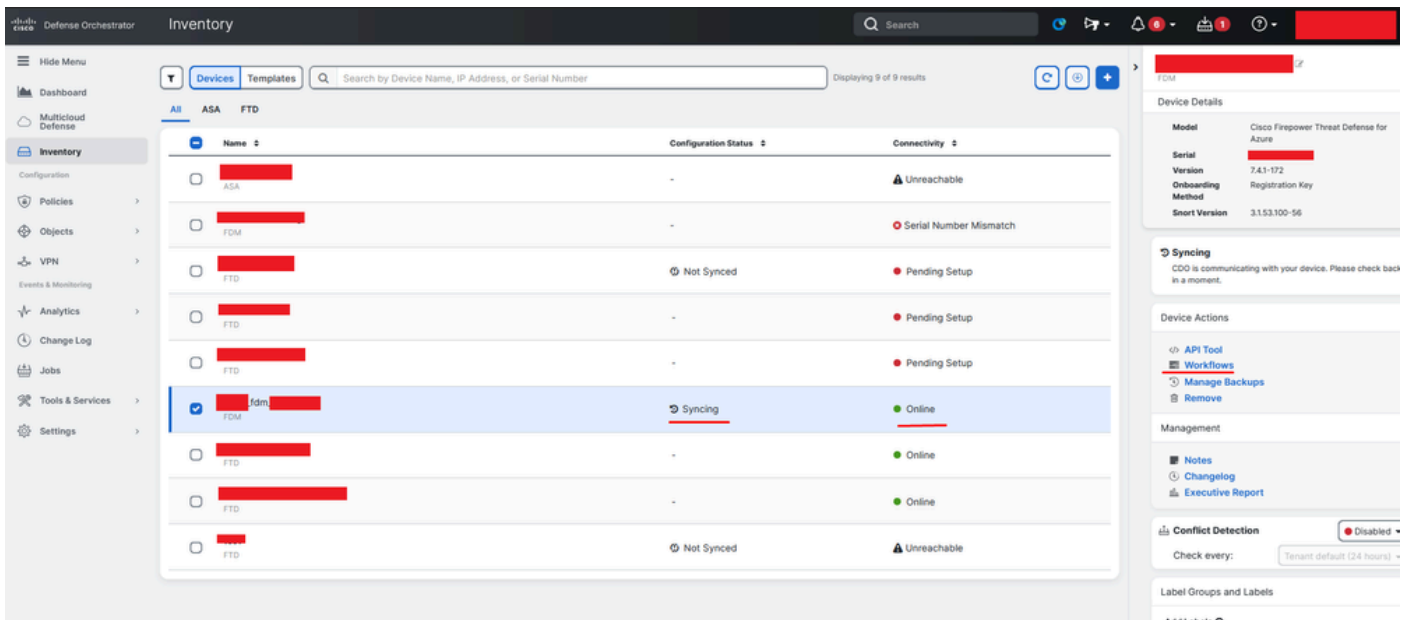 cisco Defense Orchestrator Inventory Search 6 1
Hide Menu
Dashboard
Multicloud
Defense
Inventory
Configuration
Policies
Objects
VPN
Events & Monitoring
Analytics
Change Log
Jobs
Tools & Services
Settings
Devices Templates Search by Device Name, IP Address, or Serial Number Displaying 9 of 9 results
All ASA FTD
Name Configuration Status Connectivity
ASA - Unreachable
FDM - Serial Number Mismatch
FTD Not Synced Pending Setup
FTD - Pending Setup
FTD - Pending Setup
_fdm_
FDM Syncing Online
FTD - Online
FTD - Online
FTD Not Synced Unreachable
FDM
Device Details
Model Cisco Firepower Threat Defense for
Azure
Serial
Version 7.4.1-172
Onboarding Registration Key
Method
Snort Version 3.1.53.100-56
Syncing
CDO is communicating with your device. Please check back
in a moment.
Device Actions
API Tool
Workflows
Manage Backups
Remove
Management
Notes
Changelog
Executive Report
Conflict Detection Disabled
Check every: Tenant default (24 hours)
Label Groups and Labels